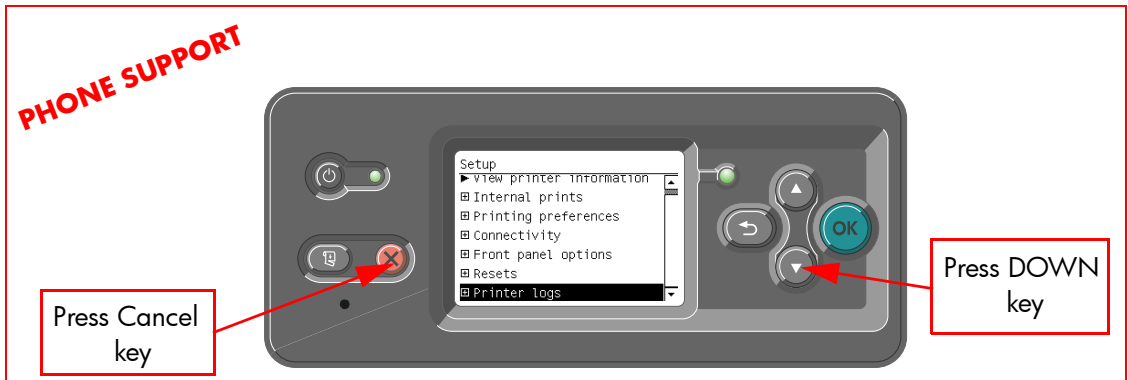 PHONE SUPPORT
Setup
View printer information
Internal prints
Printing preferences
Connectivity
Front panel options
Resets
Printer logs
OK
Press Cancel
key
Press DOWN
key